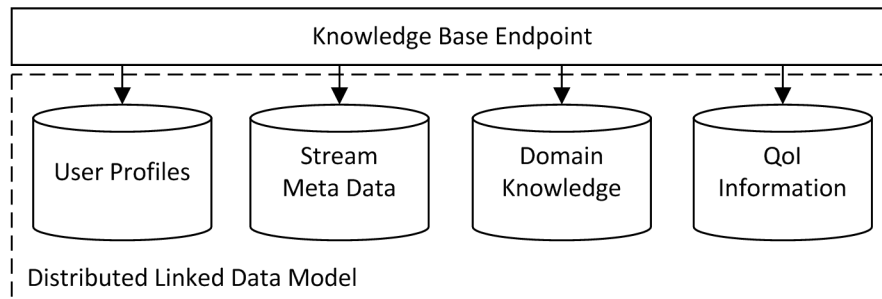 Knowledge Base Endpoint
User Profiles
Stream
Meta Data
Domain
Knowledge
QoI
Information
Distributed Linked Data Model